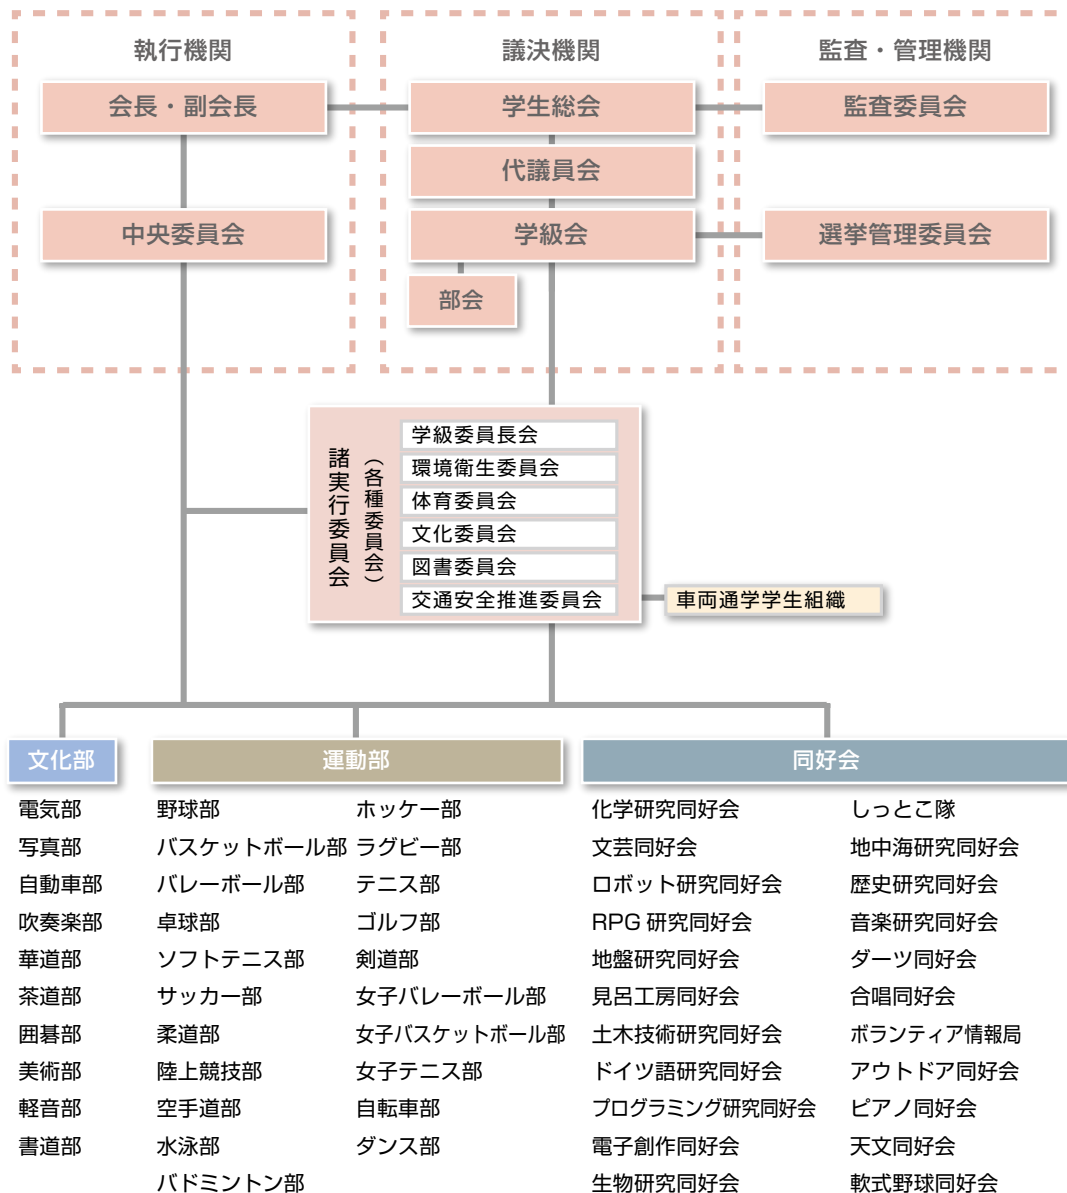 執行機関
議決機関
監査・管理機関
会長・副会長
学生総会
監査委員会
代議員会
中央委員会
学級会
選挙管理委員会
部会
諸実行委員会
（各種委員会）
学級委員長会
環境衛生委員会
体育委員会
文化委員会
図書委員会
交通安全推進委員会
車両通学学生組織
文化部
電気部
写真部
自動車部
吹奏楽部
華道部
茶道部
囲碁部
美術部
軽音部
書道部
運動部
野球部
バスケットボール部
バレーボール部
卓球部
ソフトテニス部
サッカー部
柔道部
陸上競技部
空手道部
水泳部
バドミントン部
ホッケー部
ラグビー部
テニス部
ゴルフ部
剣道部
女子バレーボール部
女子バスケットボール部
女子テニス部
自転車部
ダンス部
同好会
化学研究同好会
文芸同好会
ロボット研究同好会
RPG 研究同好会
地盤研究同好会
見呂工房同好会
土木技術研究同好会
ドイツ語研究同好会
プログラミング研究同好会
電子創作同好会
生物研究同好会
しっとこ隊
地中海研究同好会
歴史研究同好会
音楽研究同好会
ダーツ同好会
合唱同好会
ボランティア情報局
アウトドア同好会
ピアノ同好会
天文同好会
軟式野球同好会